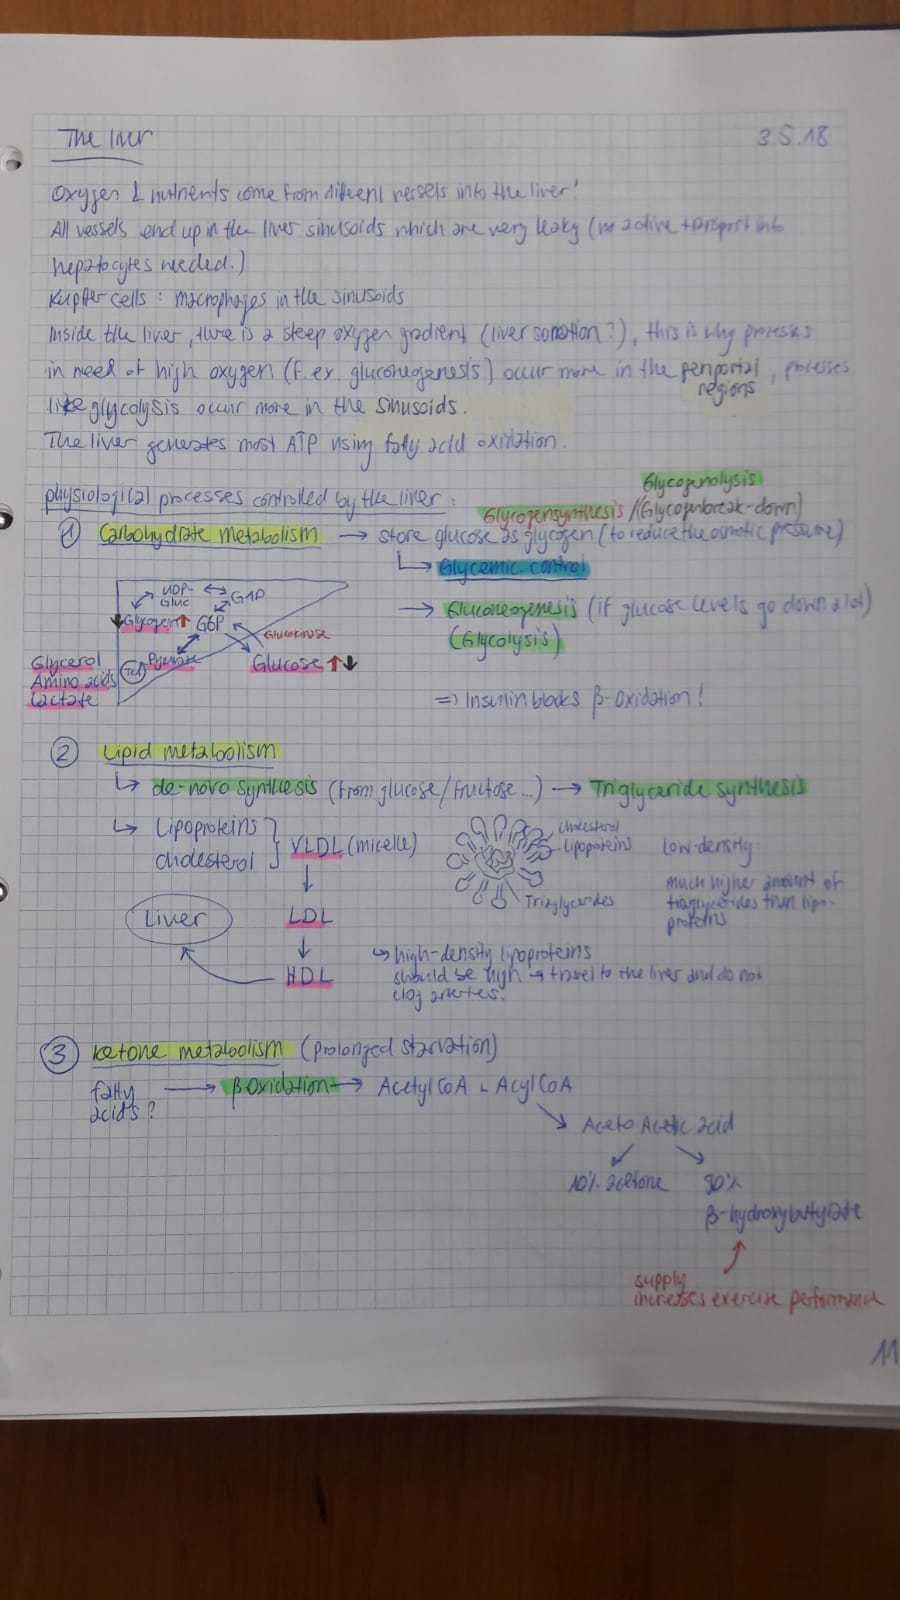 The liver
3.5.18
Oxygen & nutrients come from different vessels into the liver!
All vessels end up in the liver sinusoids which are very leaky (no active transport into
hepatocytes needed.)
Kupffer cells: macrophages in the sinusoids
Inside the liver, there is a steep oxygen gradient (liver zonation?), this is why processes
in need of high oxygen (f.ex. gluconeogenesis) occur more in the periportal regions, processes
like glycolysis occur more in the sinusoids.
The liver generates most ATP using fatty acid oxidation.
physiological processes controlled by the liver:
Glycogenolysis
Glycogensynthesis / (Glycogenbreak-down)
① Carbohydrate metabolism → store glucose as glycogen (to reduce the osmotic pressure)
↳ Glycemic control
UDP-Gluc ↔ G1P
↓ Glycogen ↑ G6P
Glucokinase
TCA Pyruvate Glucose ↑↓
Glycerol
Amino acids
Lactate
→ Gluconeogenesis (if glucose levels go down a lot)
(Glycolysis)
⇒ Insulin blocks β-Oxidation!
② Lipid metabolism
↳ de-novo synthesis (from glucose/fructose...) → Triglyceride synthesis
↳ Lipoproteins
cholesterol } VLDL (micelle)
cholesterol
Lipoproteins
Triaglycerides
Low-density
much higher amount of
triaglycerides than lipo-
proteins
↓
Liver LDL
↓
HDL
↳ high-density lipoproteins
should be high → travel to the liver and do not
clog arteries.
③ Ketone metabolism (prolonged starvation)
fatty acids? → β Oxidation → Acetyl CoA - Acyl CoA
↘ Aceto Acetic acid
↙ ↘
10% acetone 90%
β-hydroxybutyrate
supply
increases exercise performance
11